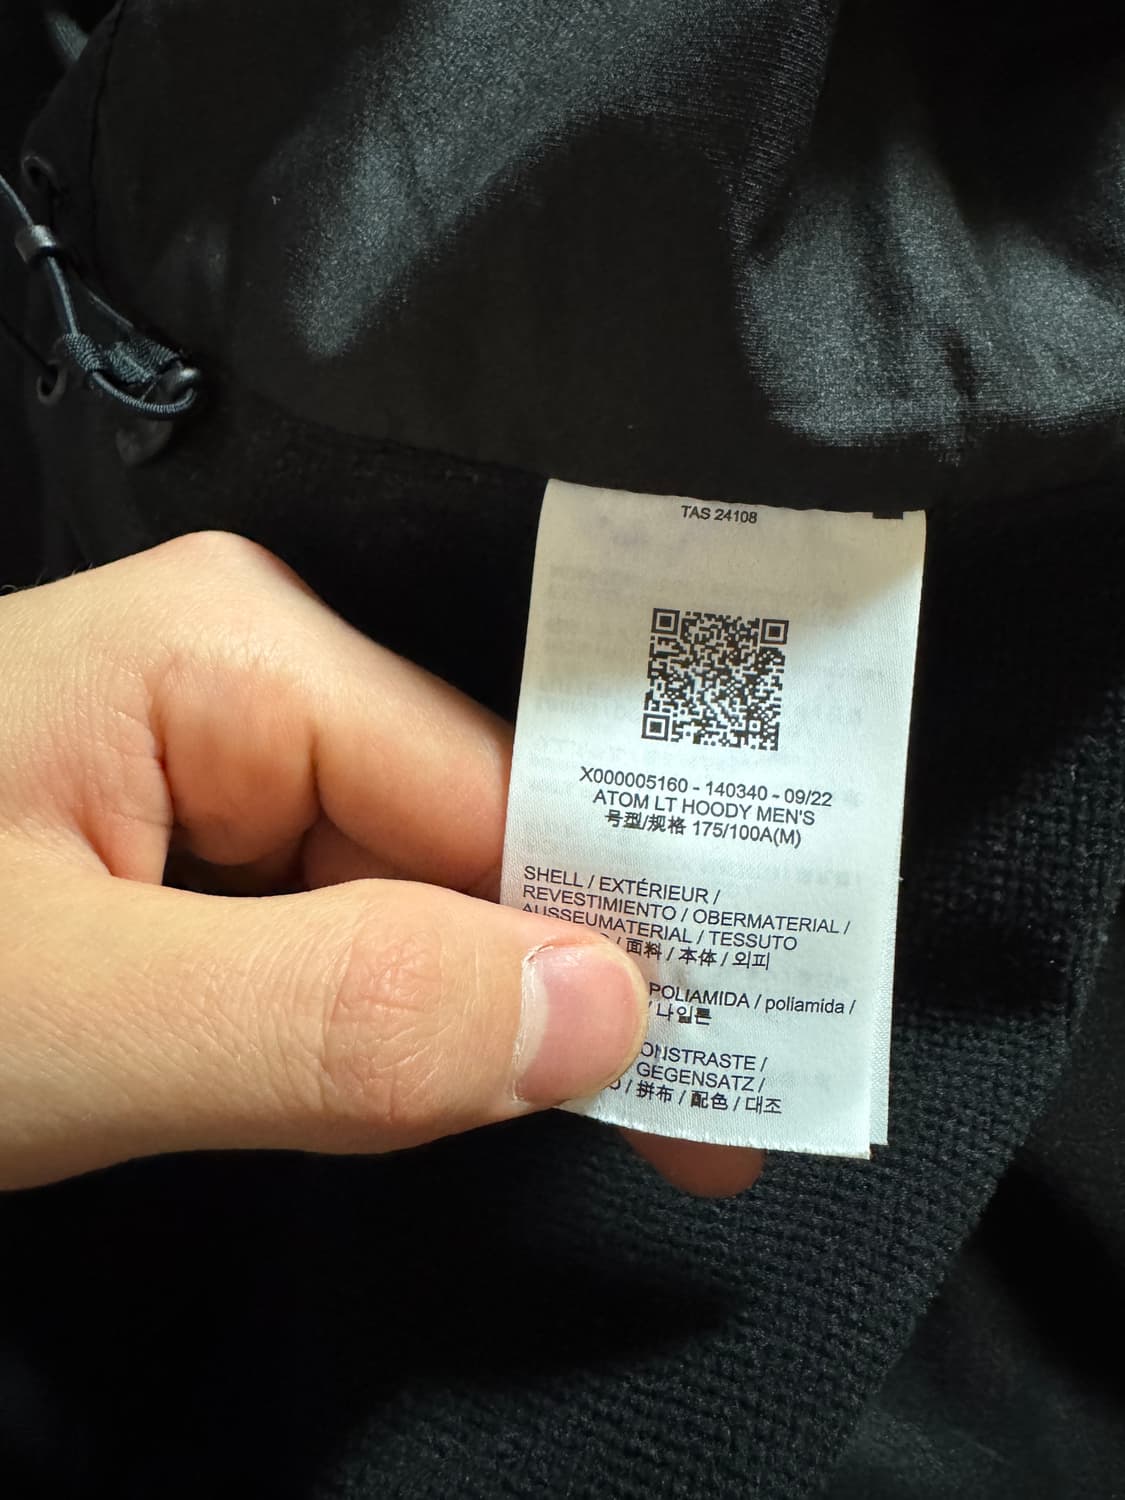 TAS 24108
X000005160 - 140340 - 09/22
ATOM LT HOODY MEN'S
号型/规格 175/100A(M)
SHELL / EXTÉRIEUR /
REVESTIMIENTO / OBERMATERIAL /
AUSSEUMATERIAL / TESSUTO
/ 面料 / 本体 / 외피
POLIAMIDA / poliamida /
/ 나일론
GEGENSATZ /
/ 拼布 / 配色 / 대조